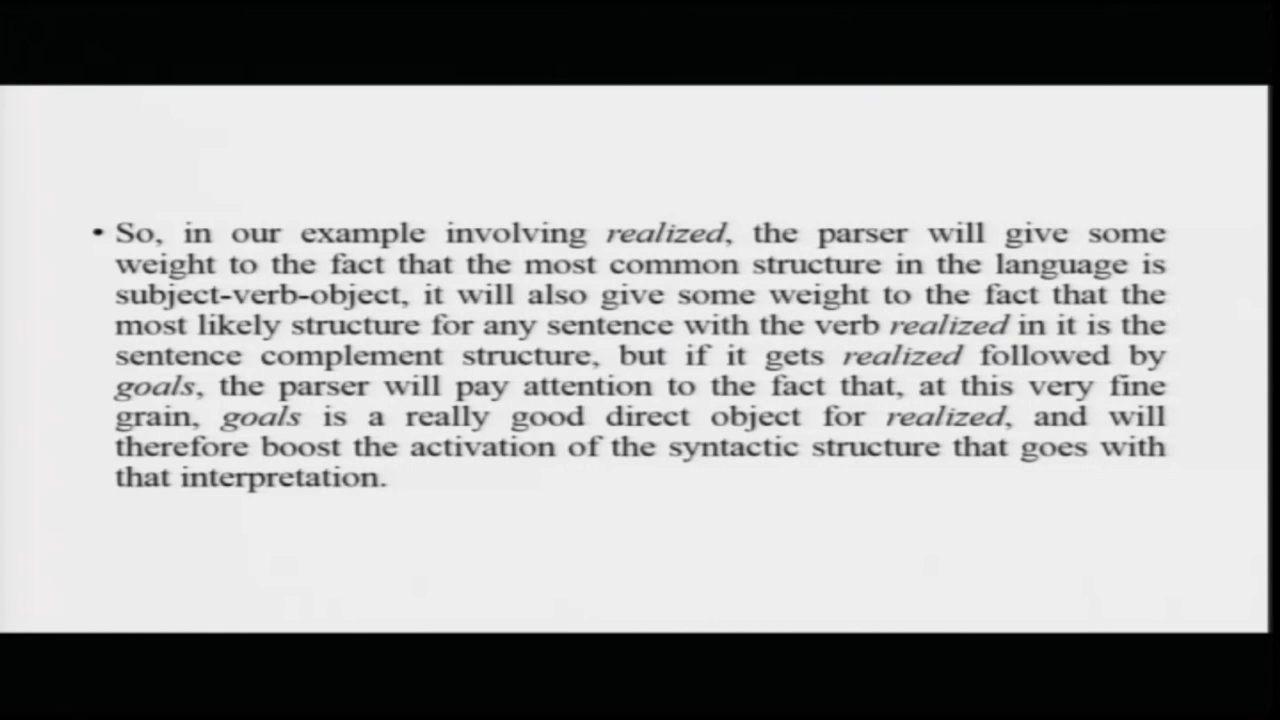 • So, in our example involving realized, the parser will give some
weight to the fact that the most common structure in the language is
subject-verb-object, it will also give some weight to the fact that the
most likely structure for any sentence with the verb realized in it is the
sentence complement structure, but if it gets realized followed by
goals, the parser will pay attention to the fact that, at this very fine
grain, goals is a really good direct object for realized, and will
therefore boost the activation of the syntactic structure that goes with
that interpretation.